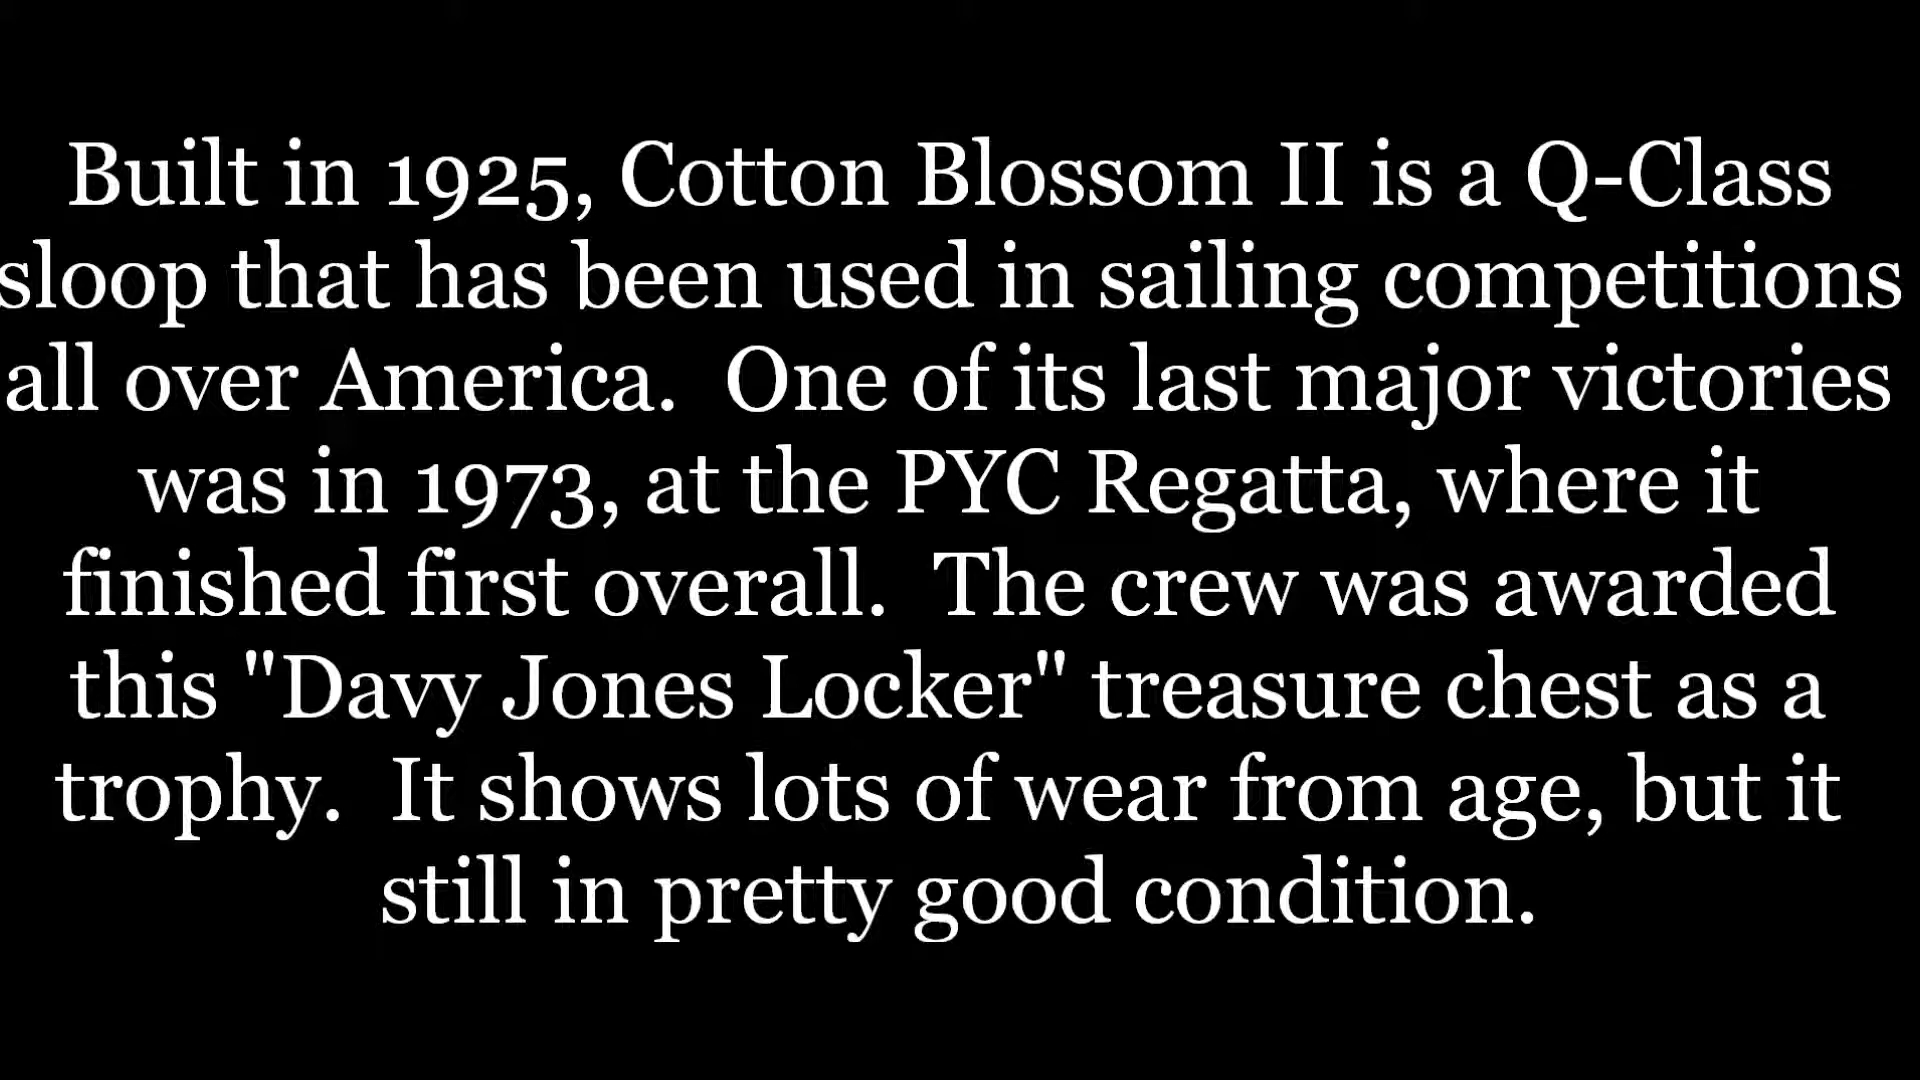 Built in 1925, Cotton Blossom II is a Q-Class
sloop that has been used in sailing competitions
all over America.  One of its last major victories
was in 1973, at the PYC Regatta, where it
finished first overall.  The crew was awarded
this "Davy Jones Locker" treasure chest as a
trophy.  It shows lots of wear from age, but it
still in pretty good condition.